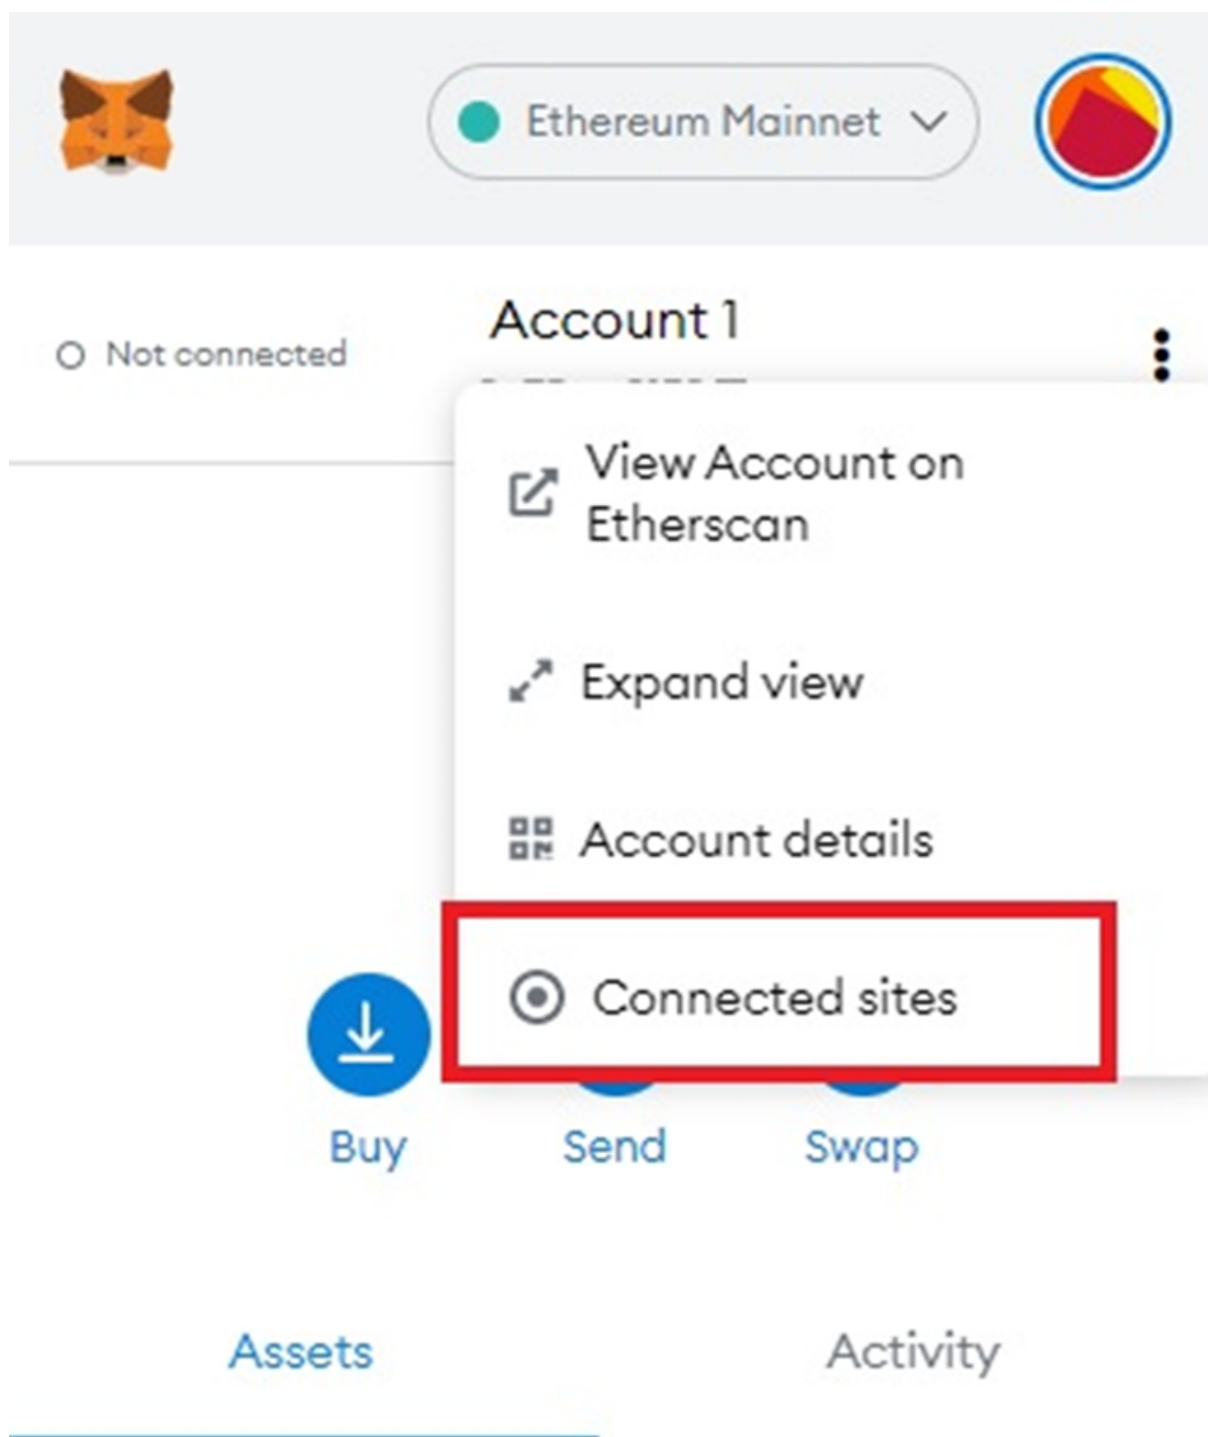 Ethereum Mainnet
Account 1
Not connected
View Account on
Etherscan
Expand view
Account details
Connected sites
Buy
Send
Swap
Assets
Activity